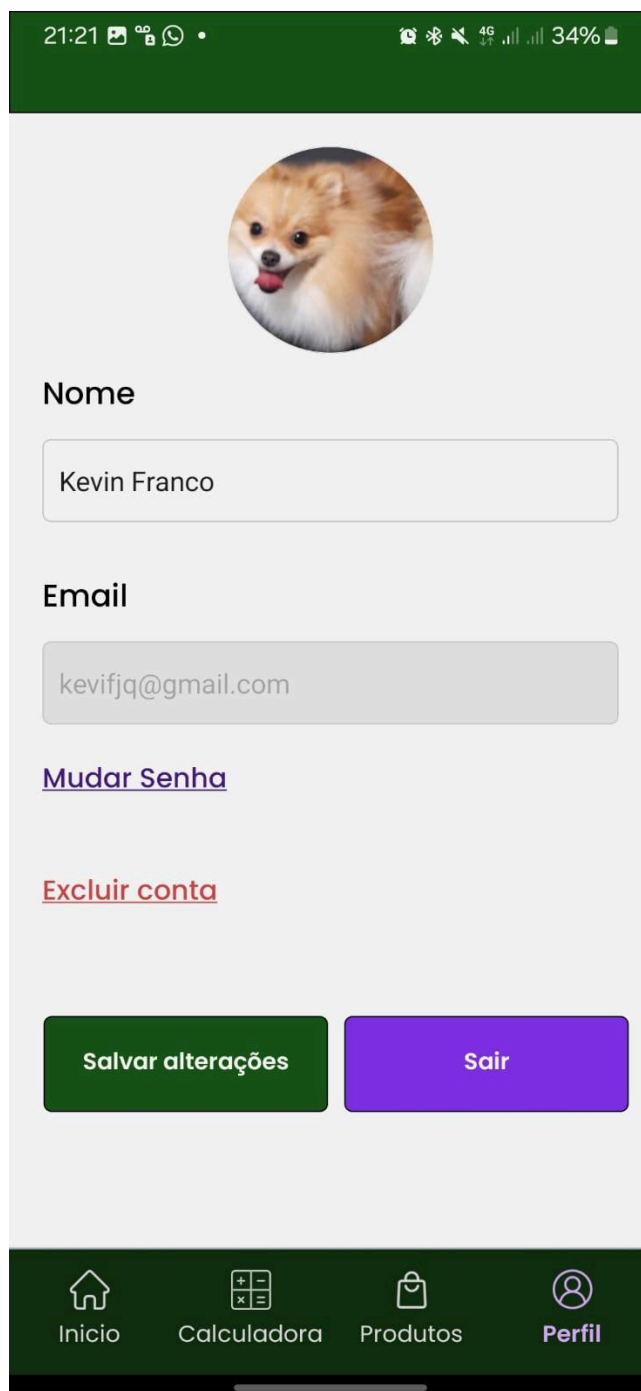 21:21 4G 34%
Nome
Kevin Franco
Email
kevifjq@gmail.com
Mudar Senha
Excluir conta
Salvar alterações Sair
Inicio Calculadora Produtos Perfil